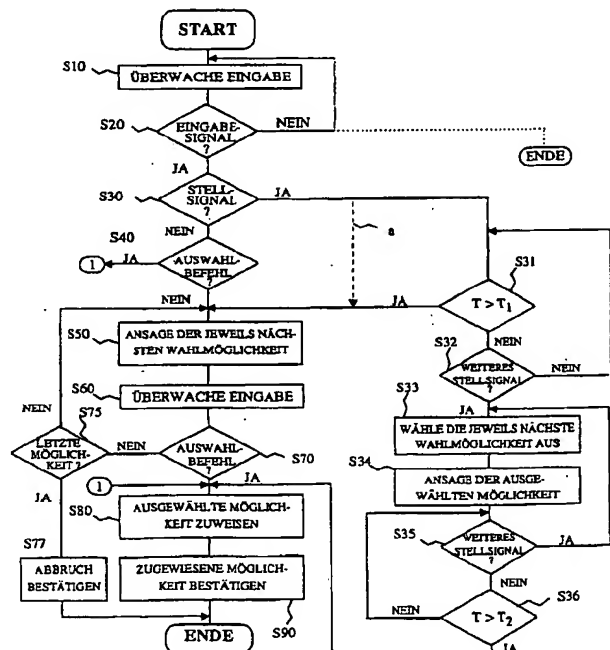 START
S10
ÜBERWACHE EINGABE
S20
EINGABE-
SIGNAL
?
NEIN
ENDE
JA
S30
STELL-
SIGNAL
?
JA
a
NEIN
S40
1
JA
AUSWAHL-
BEFEHL
?
S31
T > T1
JA
NEIN
NEIN
S50
ANSAGE DER JEWEILS NÄCH-
STEN WAHLMÖGLICHKEIT
S32
WEITERES
STELLSIGNAL
?
NEIN
S60
ÜBERWACHE EINGABE
S33
JA
WÄHLE DIE JEWEILS NÄCHSTE
WAHLMÖGLICHKEIT AUS
NEIN
S75
LETZTE
MÖGLICH-
KEIT ?
NEIN
AUSWAHL-
BEFEHL
?
S70
S34
ANSAGE DER AUSGE-
WÄHLTEN MÖGLICHKEIT
JA
1
JA
S80
AUSGEWÄHLTE MÖGLICH-
KEIT ZUWEISEN
S35
WEITERES
STELLSIGNAL
?
JA
S77
ABBRUCH
BESTÄTIGEN
ZUGEWIESENE MÖGLICH-
KEIT BESTÄTIGEN
S90
NEIN
S36
NEIN
T > T2
JA
ENDE